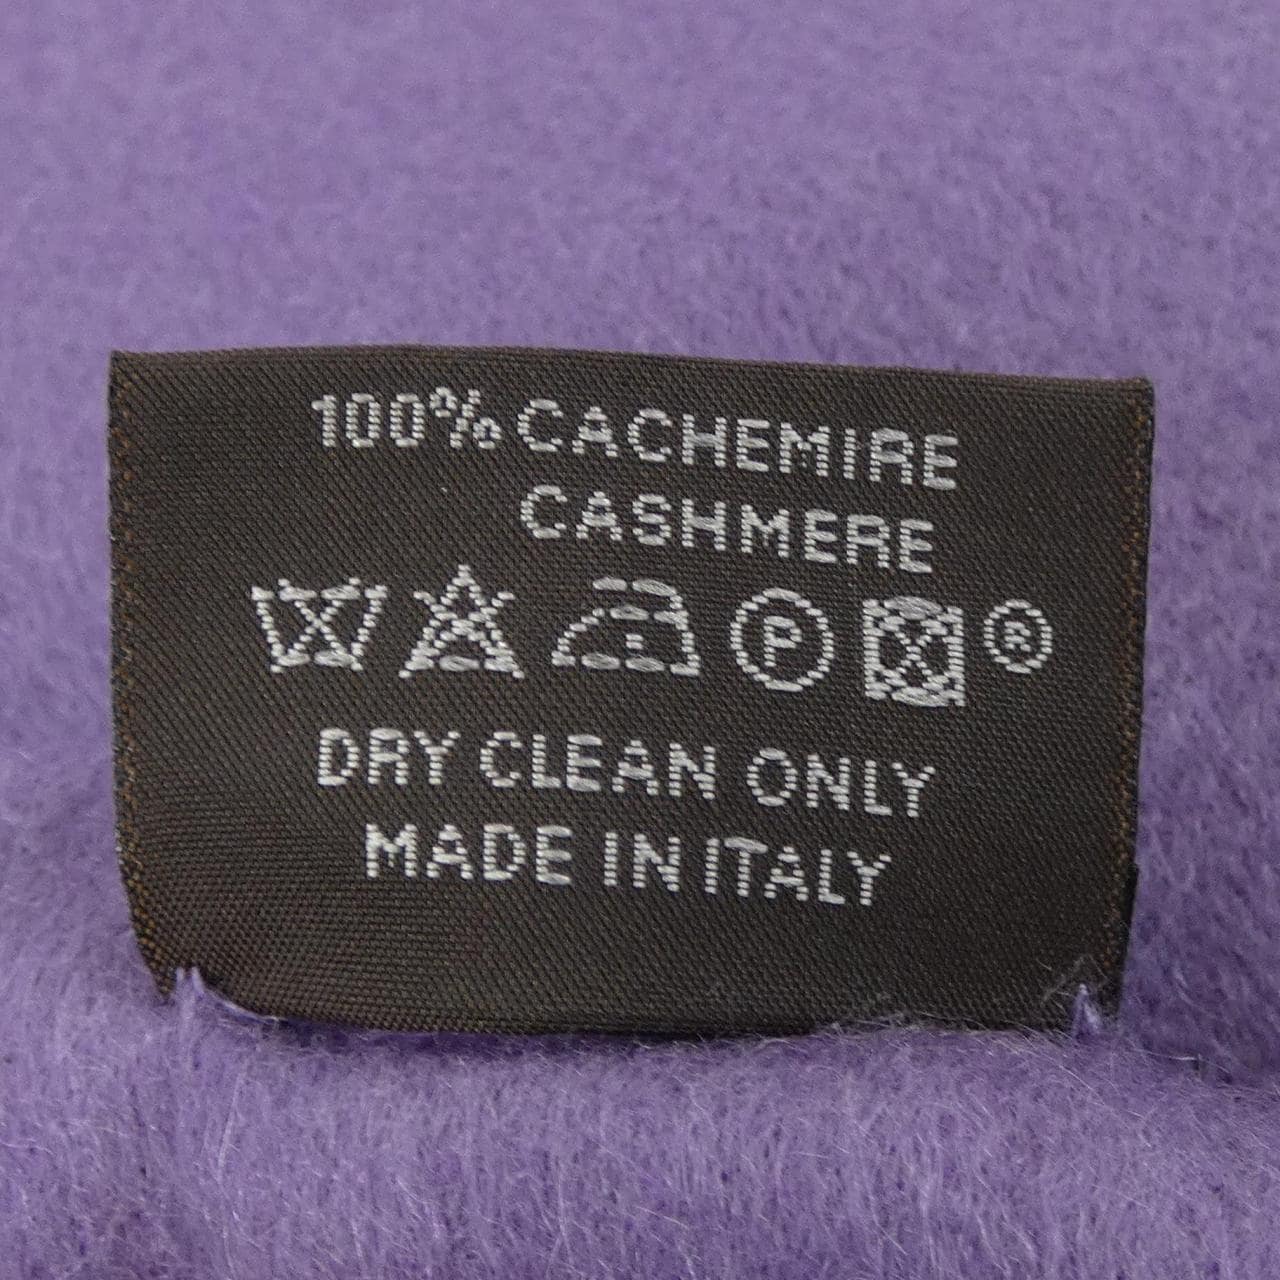 100% CACHEMIRE
CASHMERE
P ®
DRY CLEAN ONLY
MADE IN ITALY